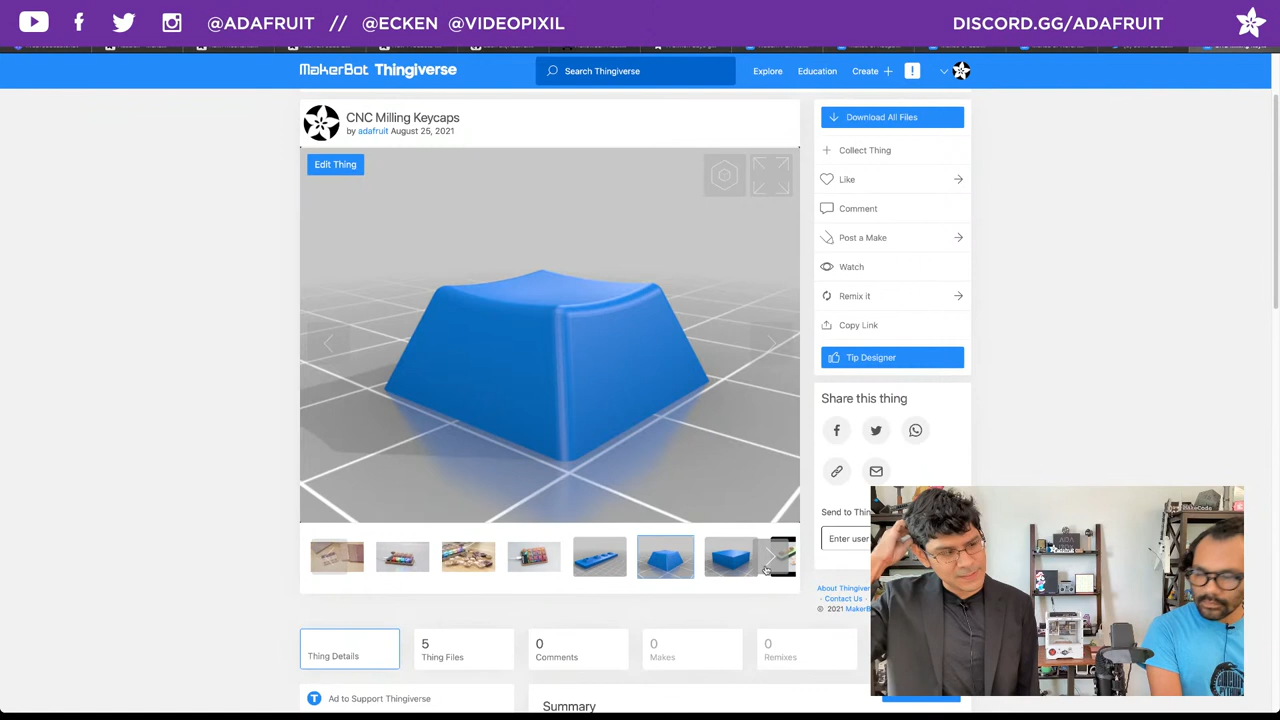 @ADAFRUIT // @ECKEN @VIDEOPIXIL
DISCORD.GG/ADAFRUIT
MakerBot Thingiverse
Search Thingiverse
Explore
Education
Create +
CNC Milling Keycaps
by adafruit August 25, 2021
Edit Thing
Download All Files
Collect Thing
Like
Comment
Post a Make
Watch
Remix it
Copy Link
Tip Designer
Share this thing
Send to Thin
Enter user
About Thingiver
· Contact Us ·
© 2021 MakerB
Thing Details
5
Thing Files
0
Comments
0
Makes
0
Remixes
Ad to Support Thingiverse
Summary